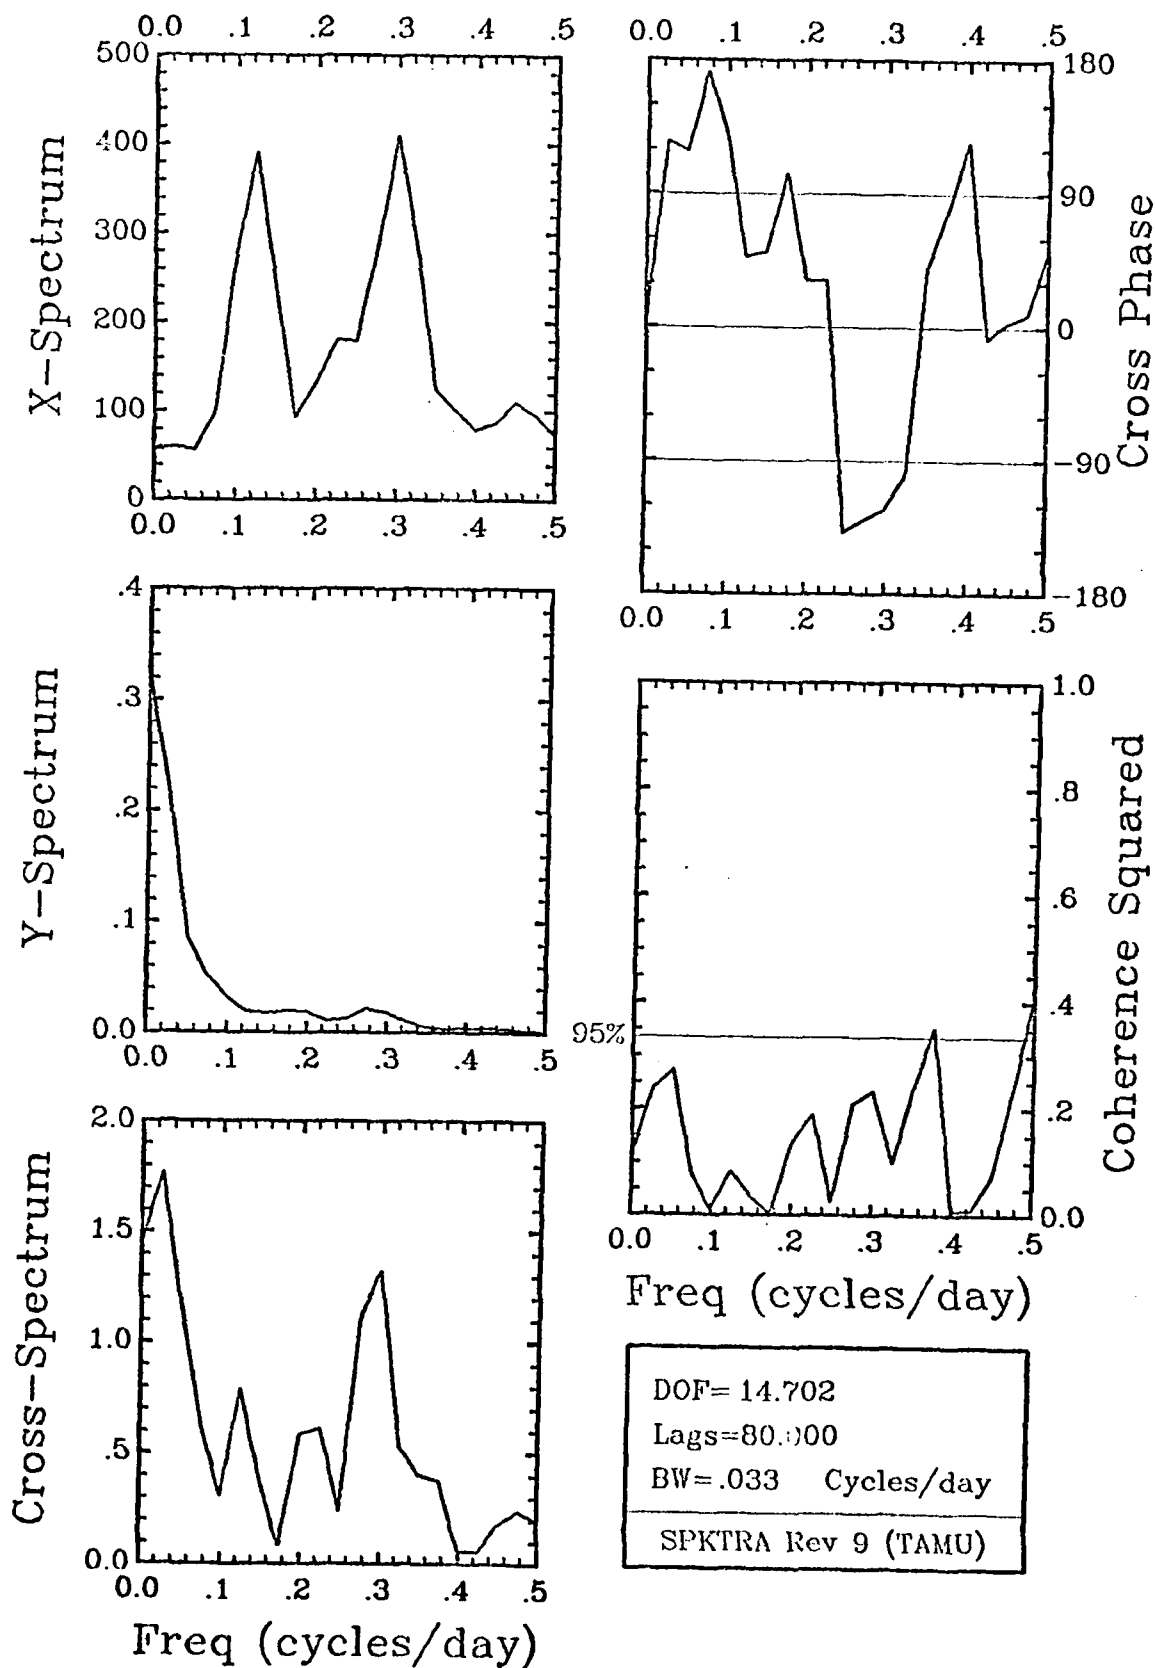 0.0 .1 .2 .3 .4 .5
500
400
300
200
100
0
X-Spectrum
0.0 .1 .2 .3 .4 .5
0.0 .1 .2 .3 .4 .5
180
90
0
-90
-180
Cross Phase
0.0 .1 .2 .3 .4 .5
.4
.3
.2
.1
0.0
Y-Spectrum
0.0 .1 .2 .3 .4 .5
1.0
.8
.6
.4
.2
0.0
95%
Coherence Squared
0.0 .1 .2 .3 .4 .5
Freq (cycles/day)
2.0
1.5
1.0
.5
0.0
Cross-Spectrum
0.0 .1 .2 .3 .4 .5
Freq (cycles/day)
DOF= 14.702
Lags=80.000
BW=.033 Cycles/day
SPKTRA Rev 9 (TAMU)